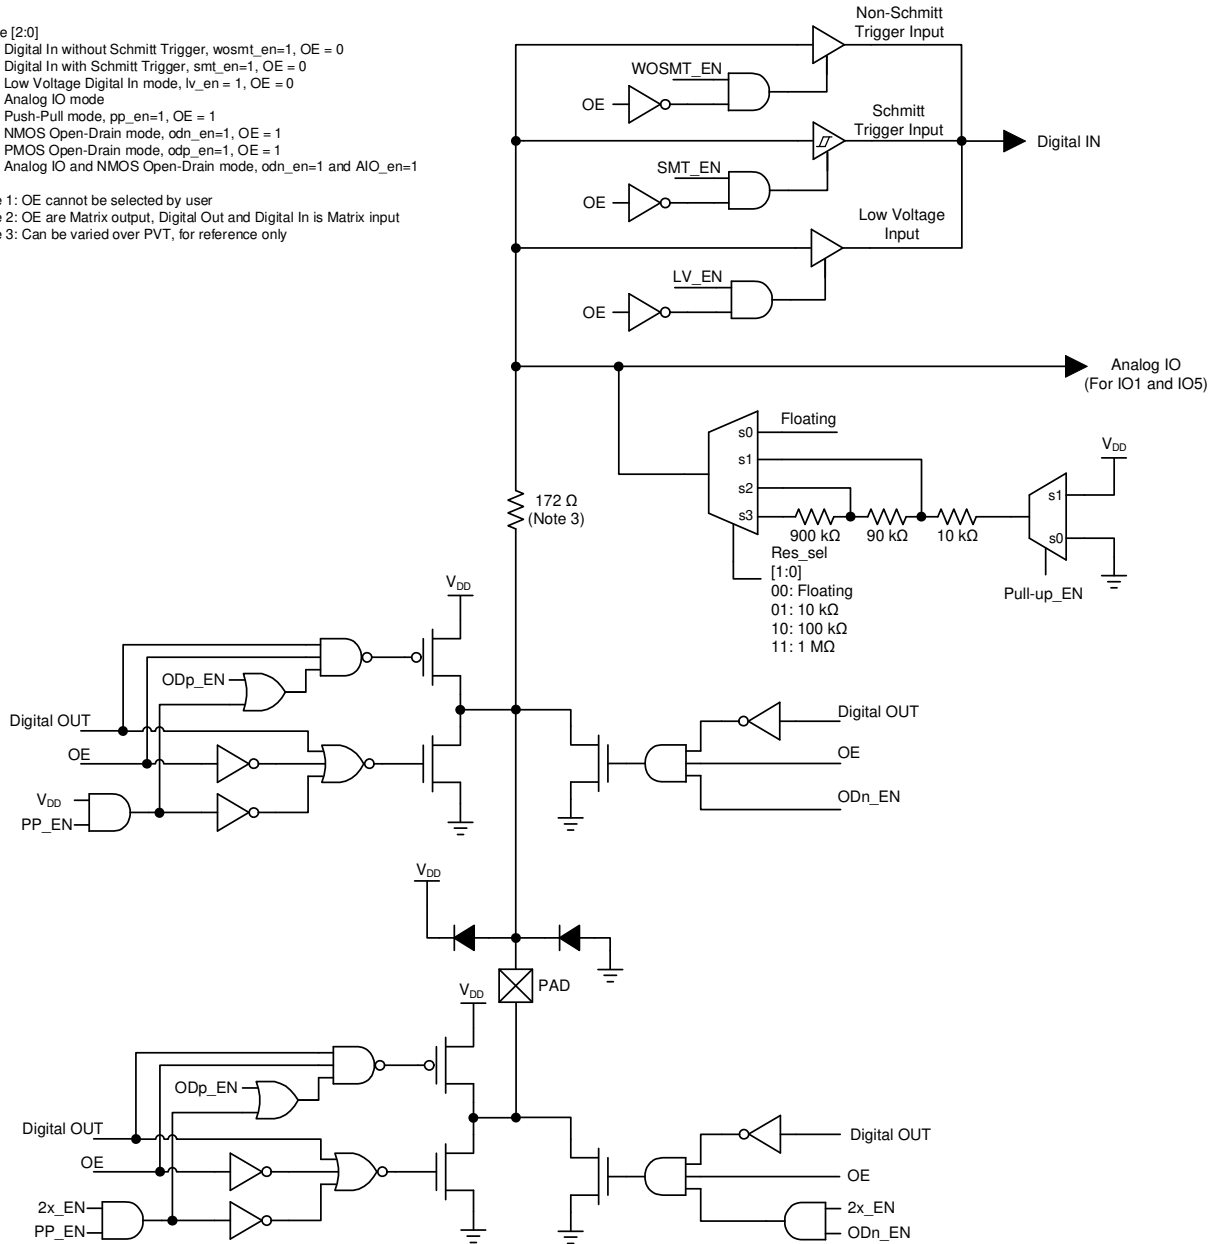 e [2:0]
Digital In without Schmitt Trigger, wosmt_en=1, OE = 0
Digital In with Schmitt Trigger, smt_en=1, OE = 0
Low Voltage Digital In mode, lv_en = 1, OE =0
Analog IO mode
Push-Pull mode, pp_en=1, OE = 1
NMOS Open-Drain mode, odn_en=1, OE = 1
PMOS Open-Drain mode, odp_en=1, OE = 1
Analog IO and NMOS Open-Drain mode, odn_en=1 and AIO_en=1
e 1: OE cannot be selected by user
e 2: OE are Matrix output, Digital Out and Digital In is Matrix input
e 3: Can be varied over PVT, for reference only
Non-Schmitt
Trigger Input
WOSMT_EN
OE
Schmitt
Trigger Input
Digital IN
SMT_EN
OE
Low Voltage
Input
LV_EN
OE
Analog IO
(For IO1 and IO5)
Floating
s0
s1
s2
s3
900 kΩ
90 kΩ
10 kΩ
VDD
s1
s0
Pull-up_EN
Res_sel
[1:0]
00: Floating
01: 10 kΩ
10: 100 kΩ
11: 1 MΩ
172 Ω
(Note 3)
VDD
ODp_EN
Digital OUT
OE
VDD
PP_EN
Digital OUT
OE
ODn_EN
VDD
PAD
VDD
ODp_EN
Digital OUT
OE
2x_EN
PP_EN
Digital OUT
OE
2x_EN
ODn_EN